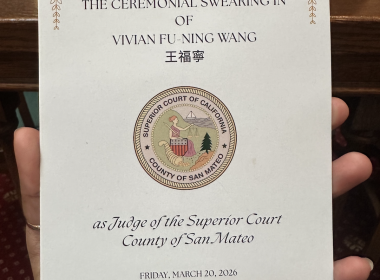 THE CEREMONIAL SWEARING IN
OF
VIVIAN FU-NING WANG
王福寧
SUPERIOR COURT OF CALIFORNIA
COUNTY OF SAN MATEO
as Judge of the Superior Court
County of San Mateo
FRIDAY, MARCH 20, 2026